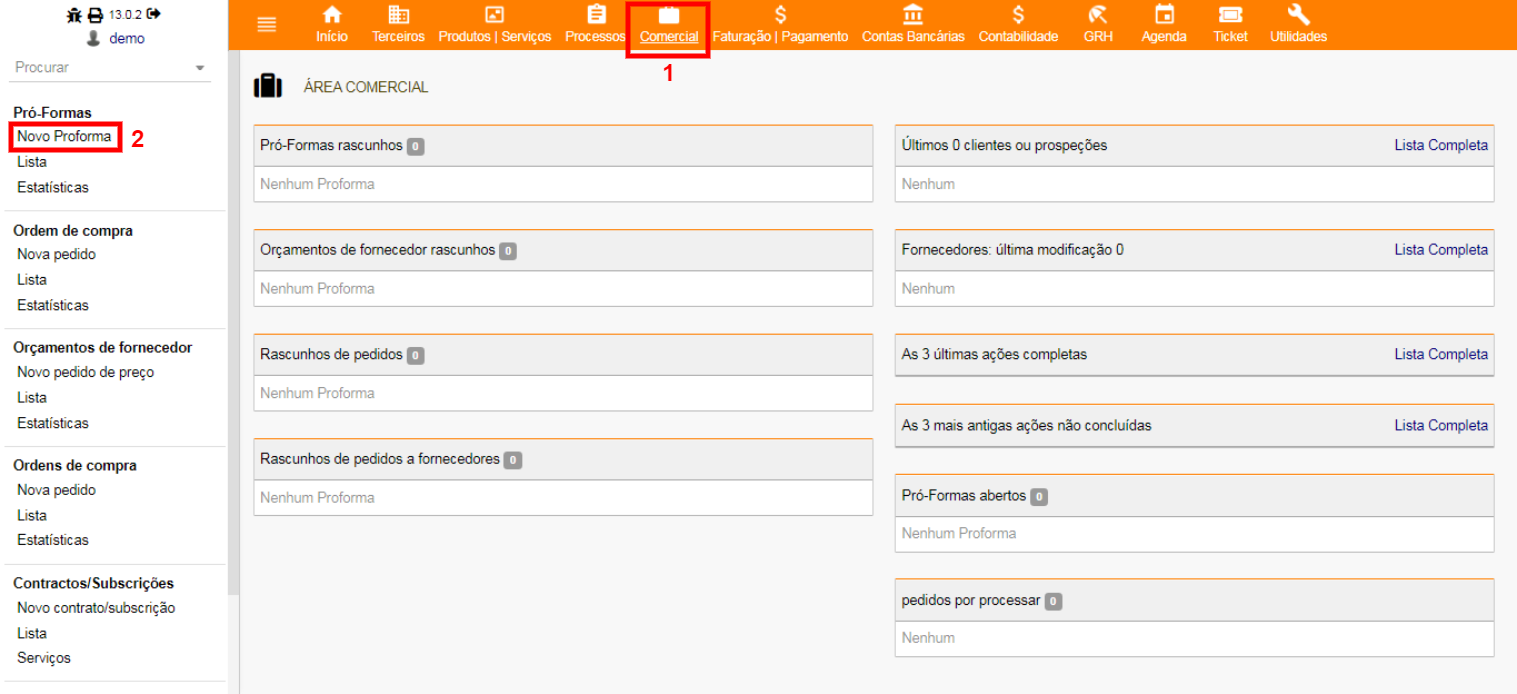 13.0.2
demo
Início Terceiros Produtos | Serviços Processos Comercial Faturação | Pagamento Contas Bancárias Contabilidade GRH Agenda Ticket Utilidades
1
Procurar
Pró-Formas
Novo Proforma 2
Lista
Estatísticas
Ordem de compra
Nova pedido
Lista
Estatísticas
Orçamentos de fornecedor
Novo pedido de preço
Lista
Estatísticas
Ordens de compra
Nova pedido
Lista
Estatísticas
Contractos/Subscrições
Novo contrato/subscrição
Lista
Serviços
ÁREA COMERCIAL
Pró-Formas rascunhos 0
Nenhum Proforma
Orçamentos de fornecedor rascunhos 0
Nenhum Proforma
Rascunhos de pedidos 0
Nenhum Proforma
Rascunhos de pedidos a fornecedores 0
Nenhum Proforma
Últimos 0 clientes ou prospeções Lista Completa
Nenhum
Fornecedores: última modificação 0 Lista Completa
Nenhum
As 3 últimas ações completas Lista Completa
As 3 mais antigas ações não concluídas Lista Completa
Pró-Formas abertos 0
Nenhum Proforma
pedidos por processar 0
Nenhum